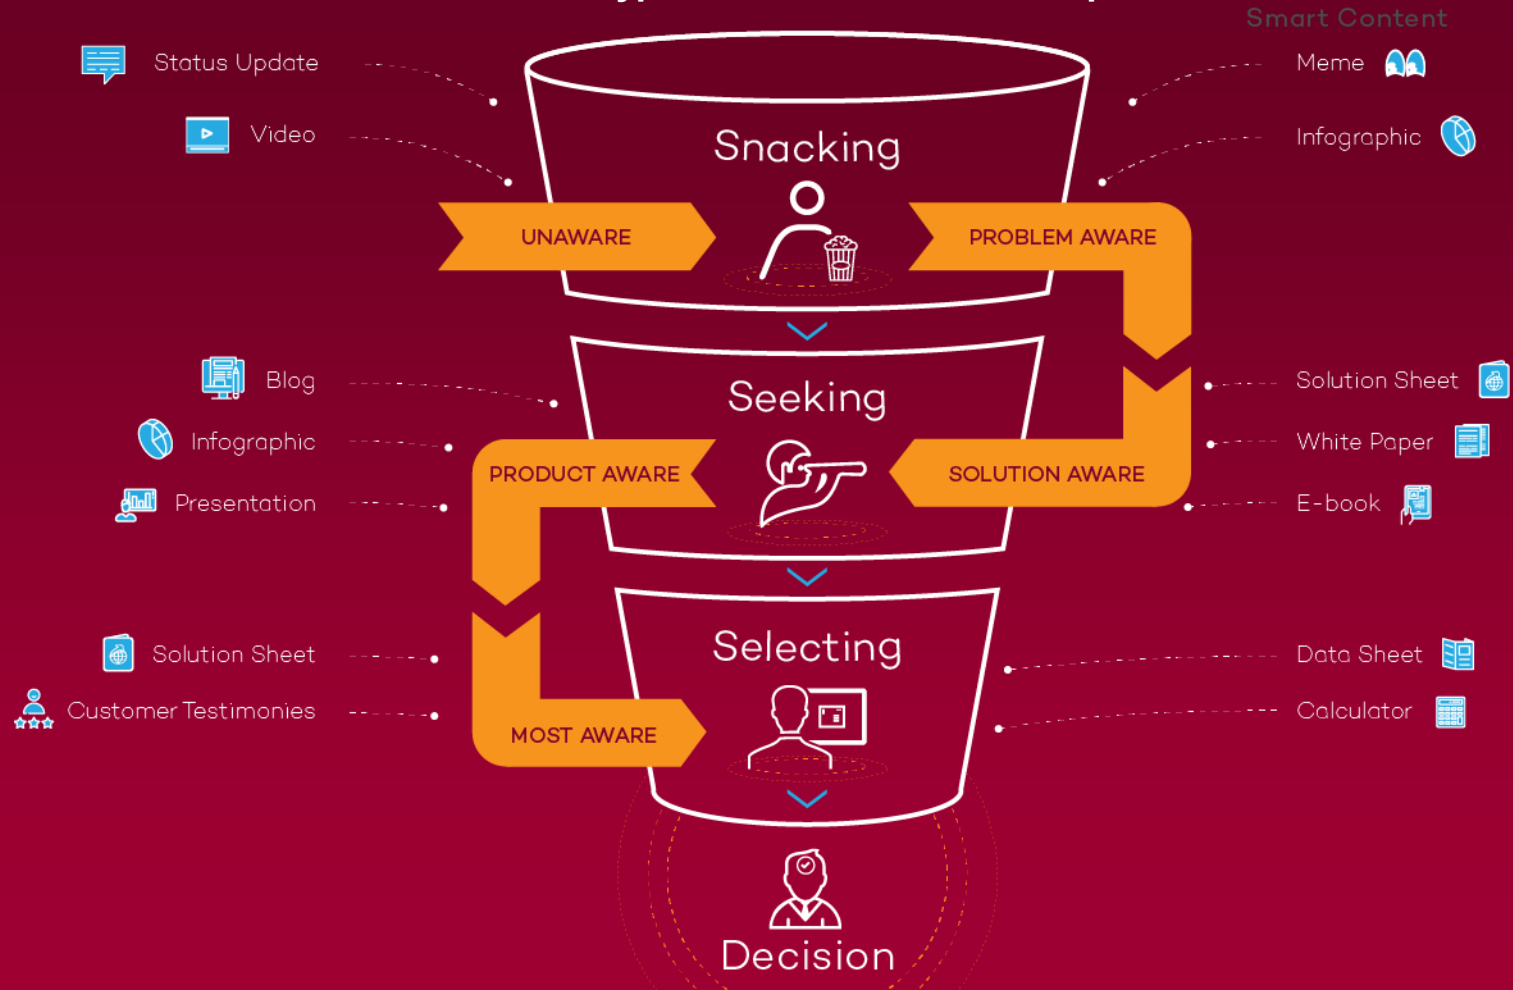 Smart Content
Status Update
Meme
Video
Snacking
Infographic
UNAWARE
PROBLEM AWARE
Blog
Seeking
Solution Sheet
Infographic
White Paper
PRODUCT AWARE
SOLUTION AWARE
Presentation
E-book
Solution Sheet
Selecting
Data Sheet
Customer Testimonies
Calculator
MOST AWARE
Decision